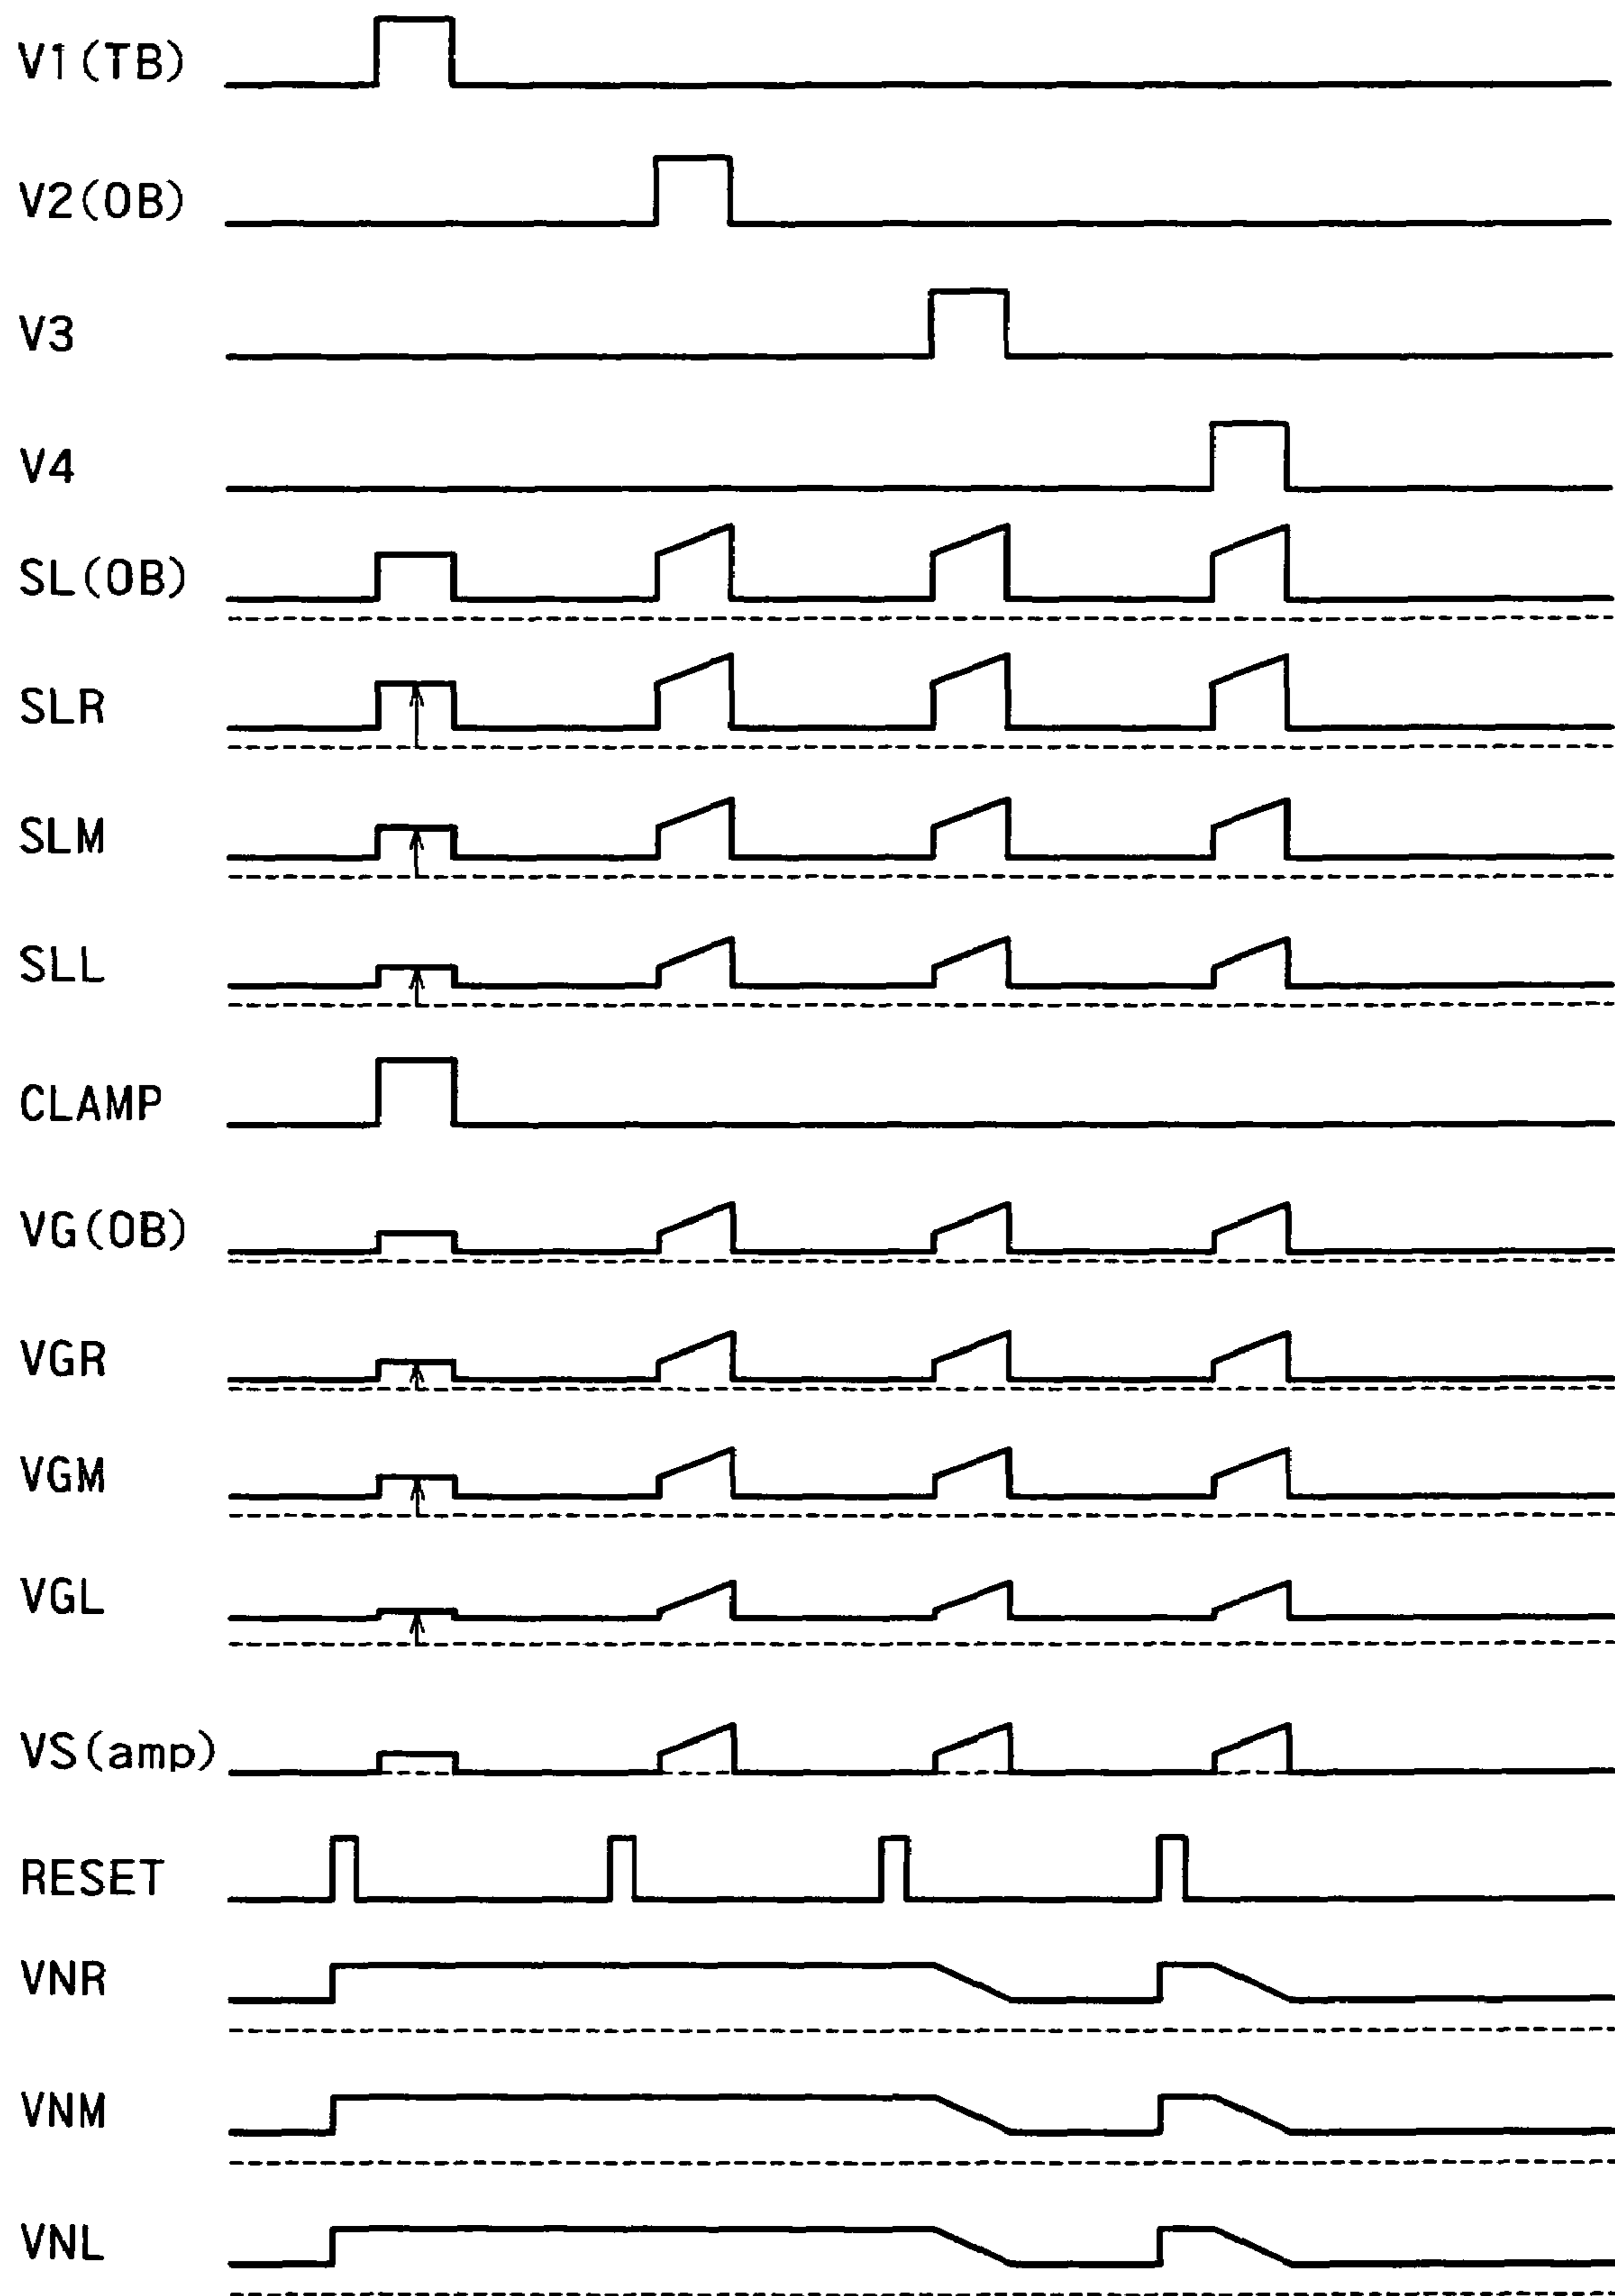 V1(TB)
V2(OB)
V3
V4
SL(OB)
SLR
SLM
SLL
CLAMP
VG(OB)
VGR
VGM
VGL
VS(amp)
RESET
VNR
VNM
VNL